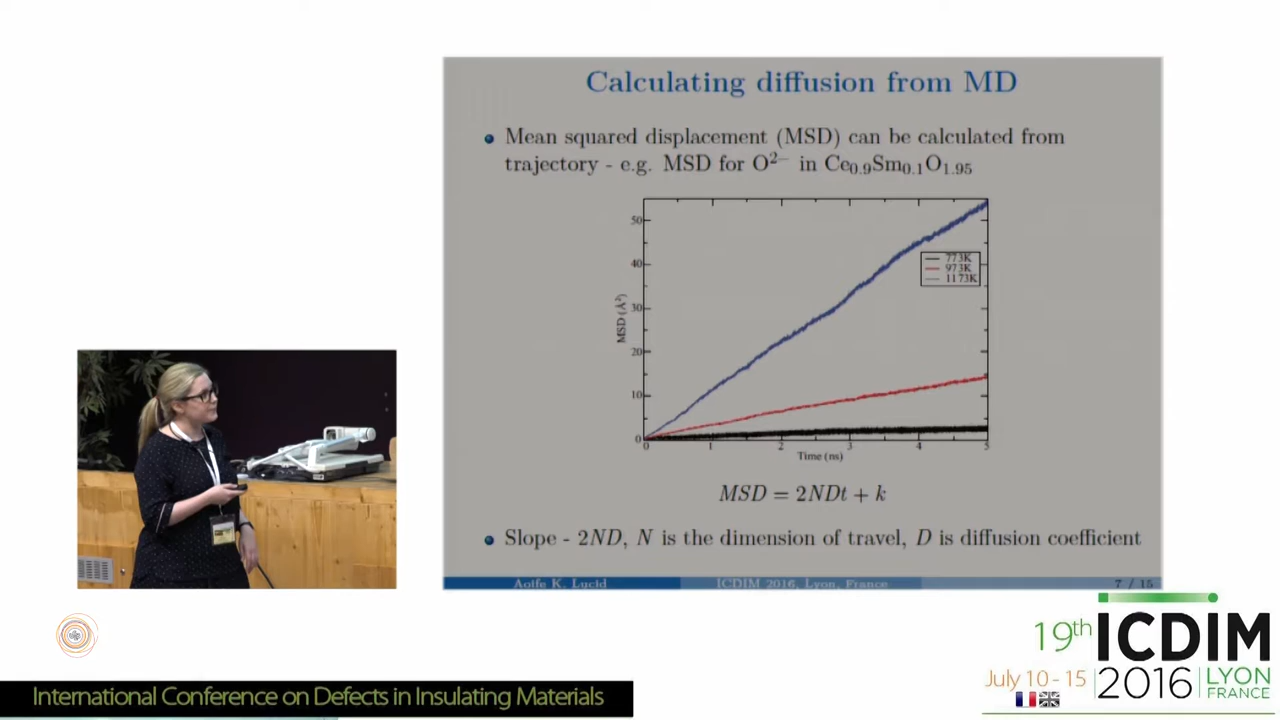 Calculating diffusion from MD
Mean squared displacement (MSD) can be calculated from
trajectory - e.g. MSD for O²⁻ in Ce₀.₉Sm₀.₁O₁.₉₅
50
40
30
20
10
0
MSD (Å²)
773K
973K
1173K
0 1 2 3 4 5
Time (ns)
MSD = 2NDt + k
Slope - 2ND, N is the dimension of travel, D is diffusion coefficient
Aoife K. Lucid ICDIM 2016, Lyon, France 7 / 15
19th ICDIM
July 10 - 15 2016 LYON
FRANCE
International Conference on Defects in Insulating Materials